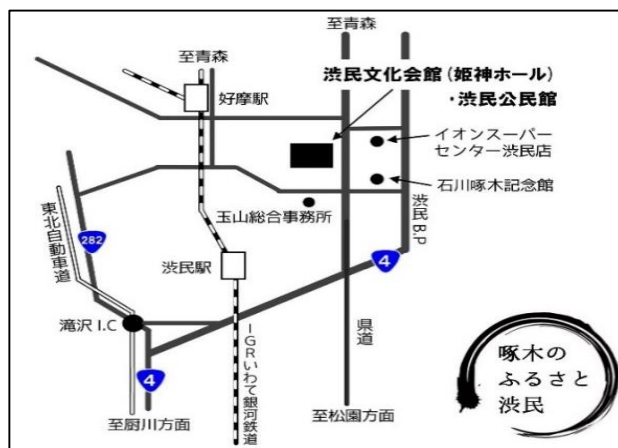 至青森
至青森
渋民文化会館(姫神ホール)
・渋民公民館
好摩駅
イオンスーパー
センター渋民店
石川啄木記念館
玉山総合事務所
渋民B.P
東北自動車道
282
渋民駅
4
滝沢I.C
IGRいわて銀河鉄道
県道
啄木の
ふるさと
渋民
4
至厨川方面
至松園方面